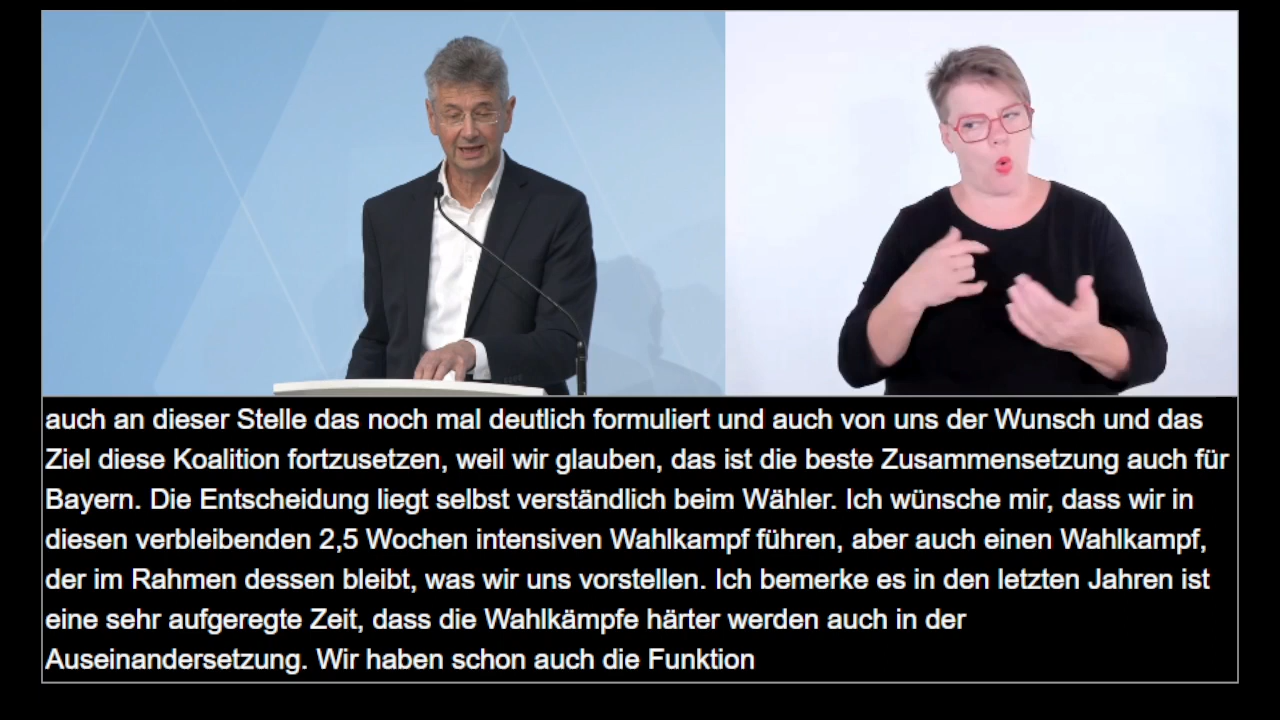 auch an dieser Stelle das noch mal deutlich formuliert und auch von uns der Wunsch und das
Ziel diese Koalition fortzusetzen, weil wir glauben, das ist die beste Zusammensetzung auch für
Bayern. Die Entscheidung liegt selbst verständlich beim Wähler. Ich wünsche mir, dass wir in
diesen verbleibenden 2,5 Wochen intensiven Wahlkampf führen, aber auch einen Wahlkampf,
der im Rahmen dessen bleibt, was wir uns vorstellen. Ich bemerke es in den letzten Jahren ist
eine sehr aufgeregte Zeit, dass die Wahlkämpfe härter werden auch in der
Auseinandersetzung. Wir haben schon auch die Funktion